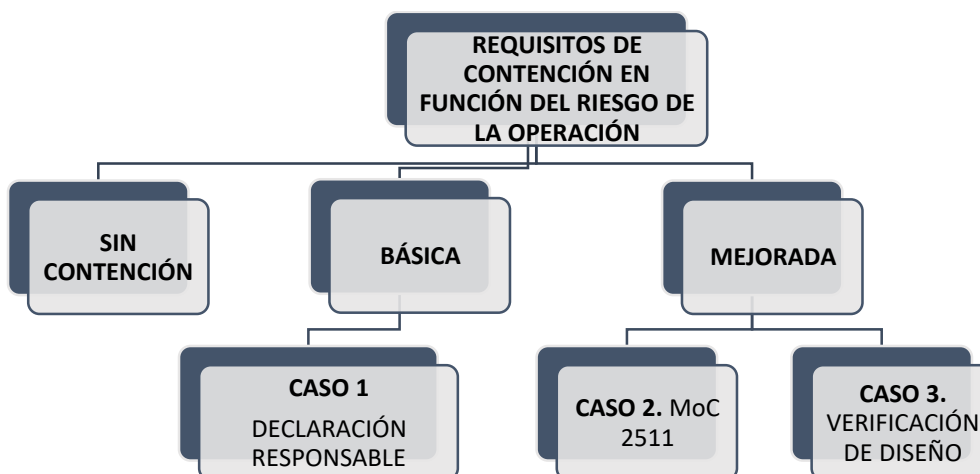 REQUISITOS DE
CONTENCIÓN EN
FUNCIÓN DEL RIESGO DE
LA OPERACIÓN
SIN
CONTENCIÓN
BÁSICA
MEJORADA
CASO 1
DECLARACIÓN
RESPONSABLE
CASO 2. MoC
2511
CASO 3.
VERIFICACIÓN
DE DISEÑO